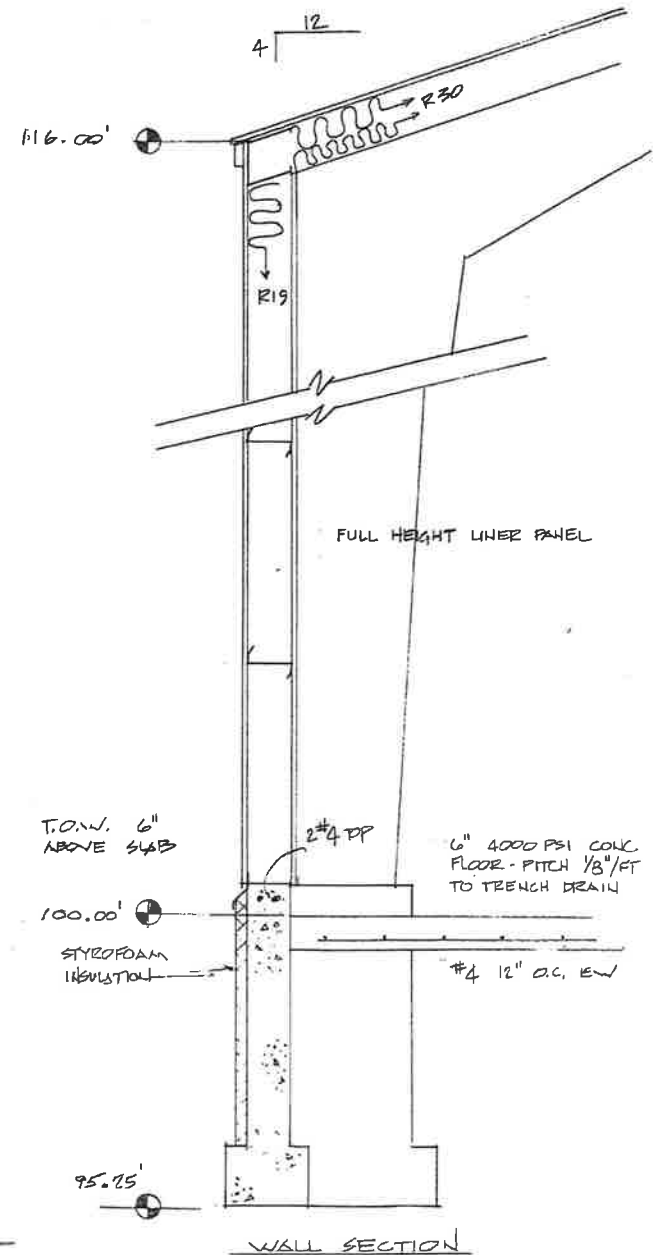 12
4
116.00'
R30
R19
FULL HEIGHT LINER PANEL
T.O.W. 6"
ABOVE SLAB
2 #4 TOP
6" 4000 PSI CONC
FLOOR - PITCH 1/8"/FT
TO TRENCH DRAIN
100.00'
STYROFOAM
INSULATION
#4 12" O.C. EW
95.25'
WALL SECTION